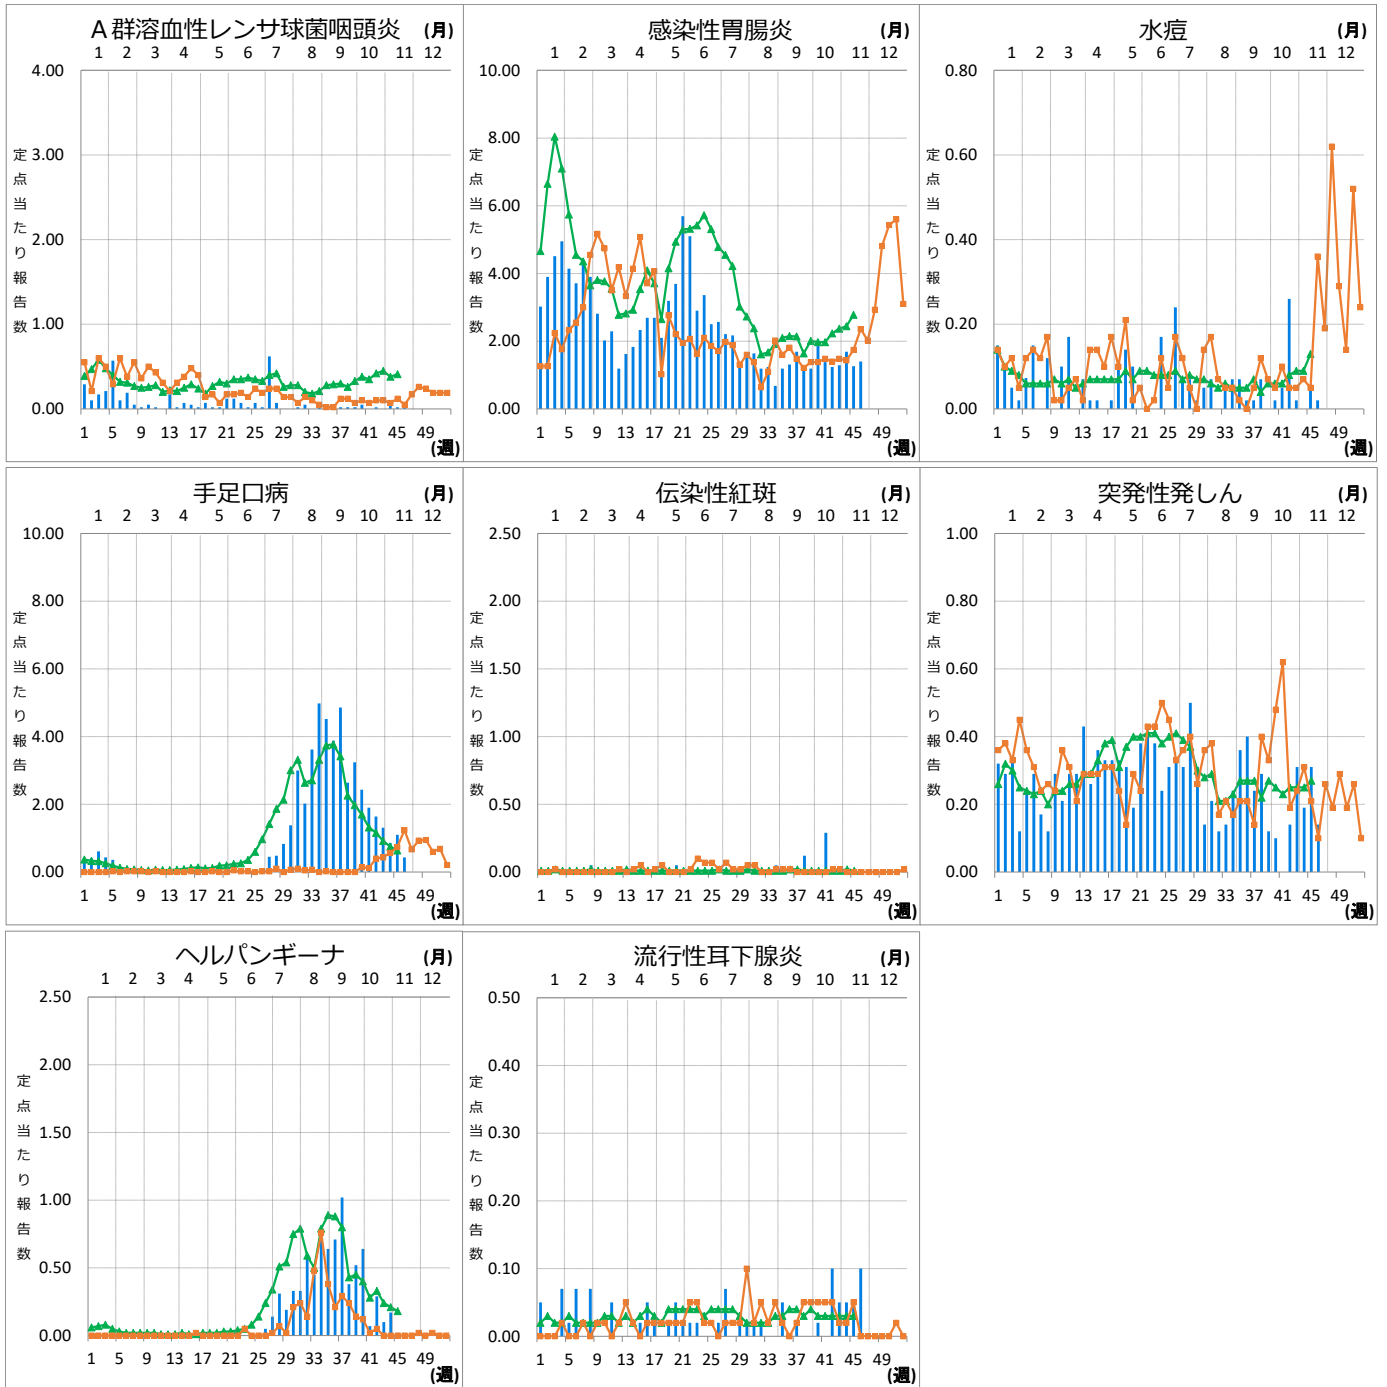 A群溶血性レンサ球菌咽頭炎 (月)
1 2 3 4 5 6 7 8 9 10 11 12
4.00
3.00
2.00
1.00
0.00
定点当たり報告数
1 5 9 13 17 21 25 29 33 37 41 45 49
(週)
感染性胃腸炎 (月)
1 2 3 4 5 6 7 8 9 10 11 12
10.00
8.00
6.00
4.00
2.00
0.00
定点当たり報告数
1 5 9 13 17 21 25 29 33 37 41 45 49
(週)
水痘 (月)
1 2 3 4 5 6 7 8 9 10 11 12
0.80
0.60
0.40
0.20
0.00
定点当たり報告数
1 5 9 13 17 21 25 29 33 37 41 45 49
(週)
手足口病 (月)
1 2 3 4 5 6 7 8 9 10 11 12
10.00
8.00
6.00
4.00
2.00
0.00
定点当たり報告数
1 5 9 13 17 21 25 29 33 37 41 45 49
(週)
伝染性紅斑 (月)
1 2 3 4 5 6 7 8 9 10 11 12
2.50
2.00
1.50
1.00
0.50
0.00
定点当たり報告数
1 5 9 13 17 21 25 29 33 37 41 45 49
(週)
突発性発しん (月)
1 2 3 4 5 6 7 8 9 10 11 12
1.00
0.80
0.60
0.40
0.20
0.00
定点当たり報告数
1 5 9 13 17 21 25 29 33 37 41 45 49
(週)
ヘルパンギーナ (月)
1 2 3 4 5 6 7 8 9 10 11 12
2.50
2.00
1.50
1.00
0.50
0.00
定点当たり報告数
1 5 9 13 17 21 25 29 33 37 41 45 49
(週)
流行性耳下腺炎 (月)
1 2 3 4 5 6 7 8 9 10 11 12
0.50
0.40
0.30
0.20
0.10
0.00
定点当たり報告数
1 5 9 13 17 21 25 29 33 37 41 45 49
(週)